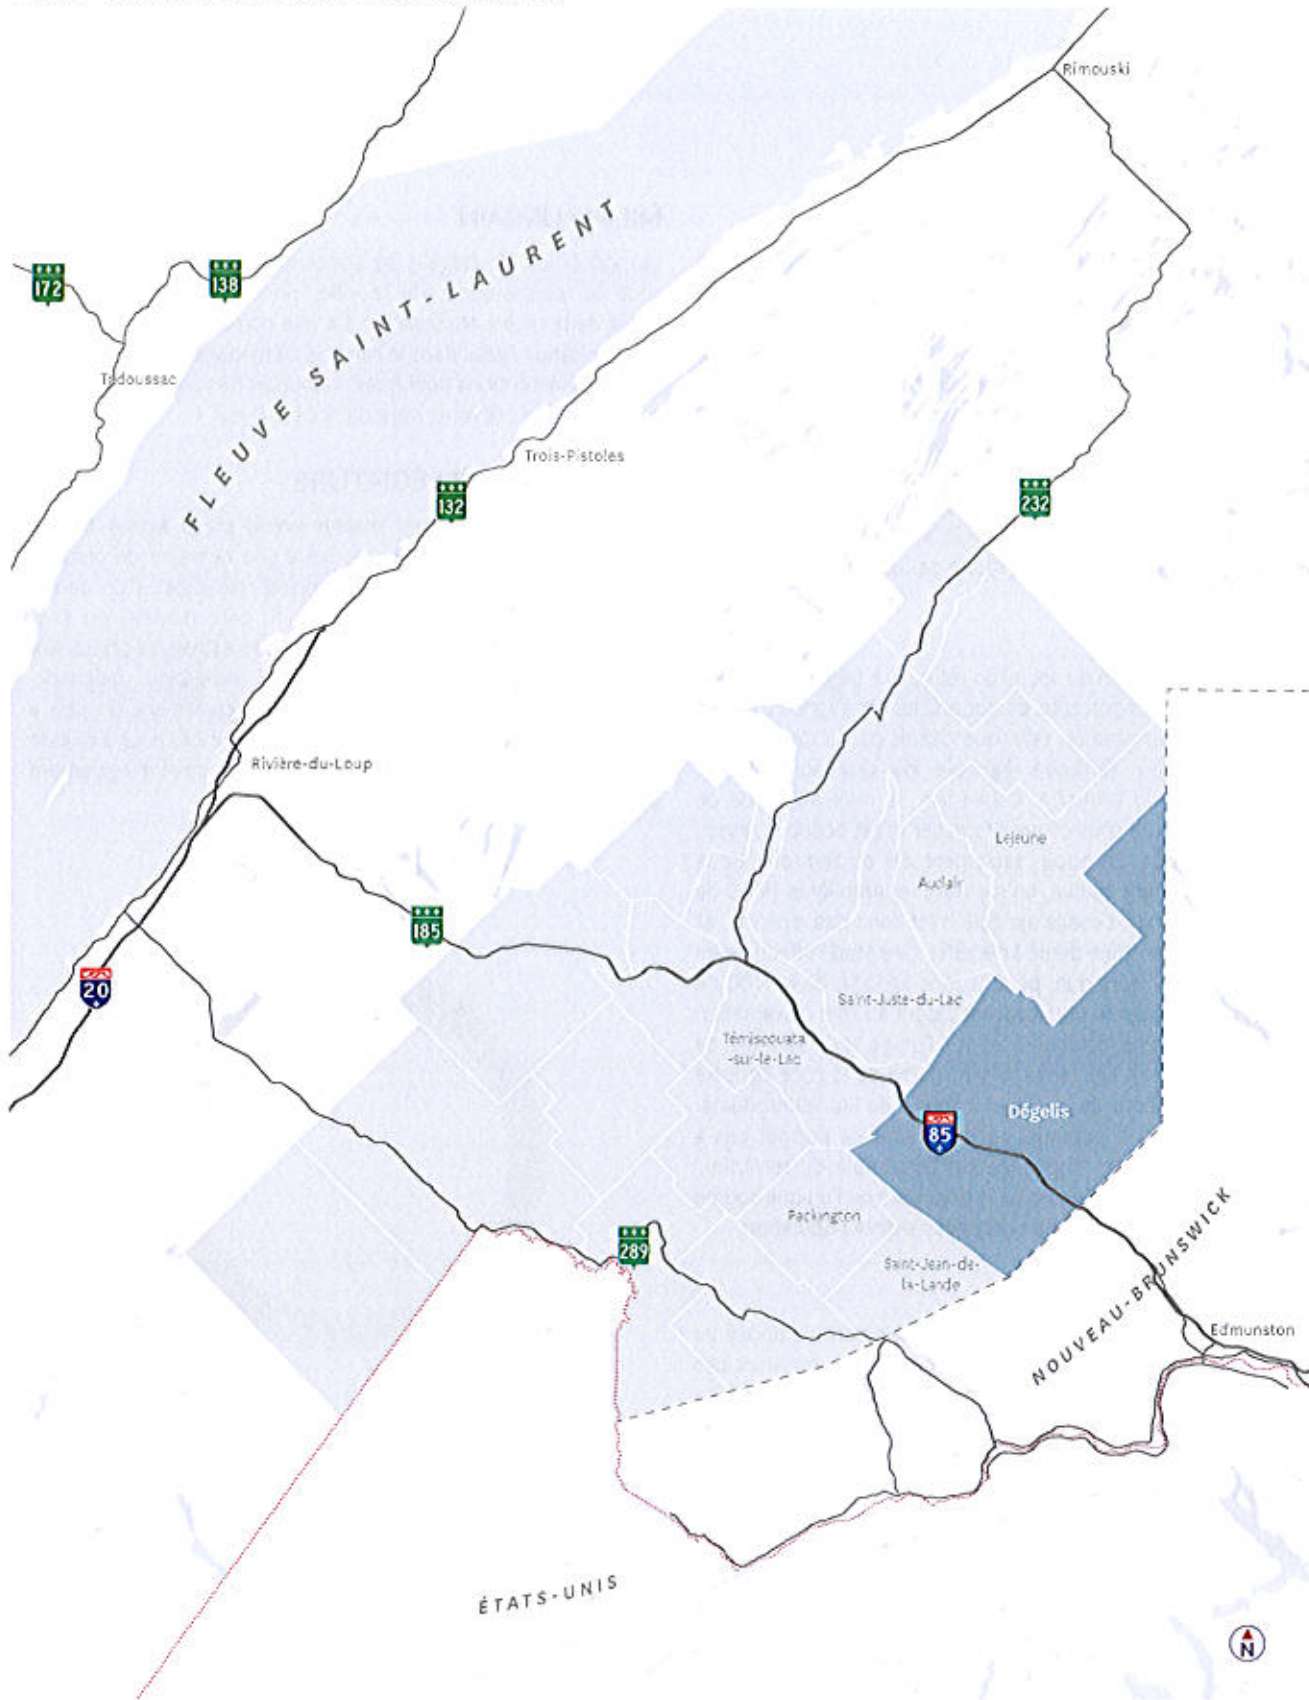 Rimouski
FLEUVE SAINT-LAURENT
172
138
Tadoussac
Trois-Pistoles
132
232
Rivière-du-Loup
Lejeune
Auclair
185
20
Saint-Juste-du-Lac
Témiscouata
-sur-le-Lac
Dégelis
85
Packington
289
Saint-Jean-de-
la-Lande
NOUVEAU-BRUNSWICK
Edmunston
ÉTATS-UNIS
N